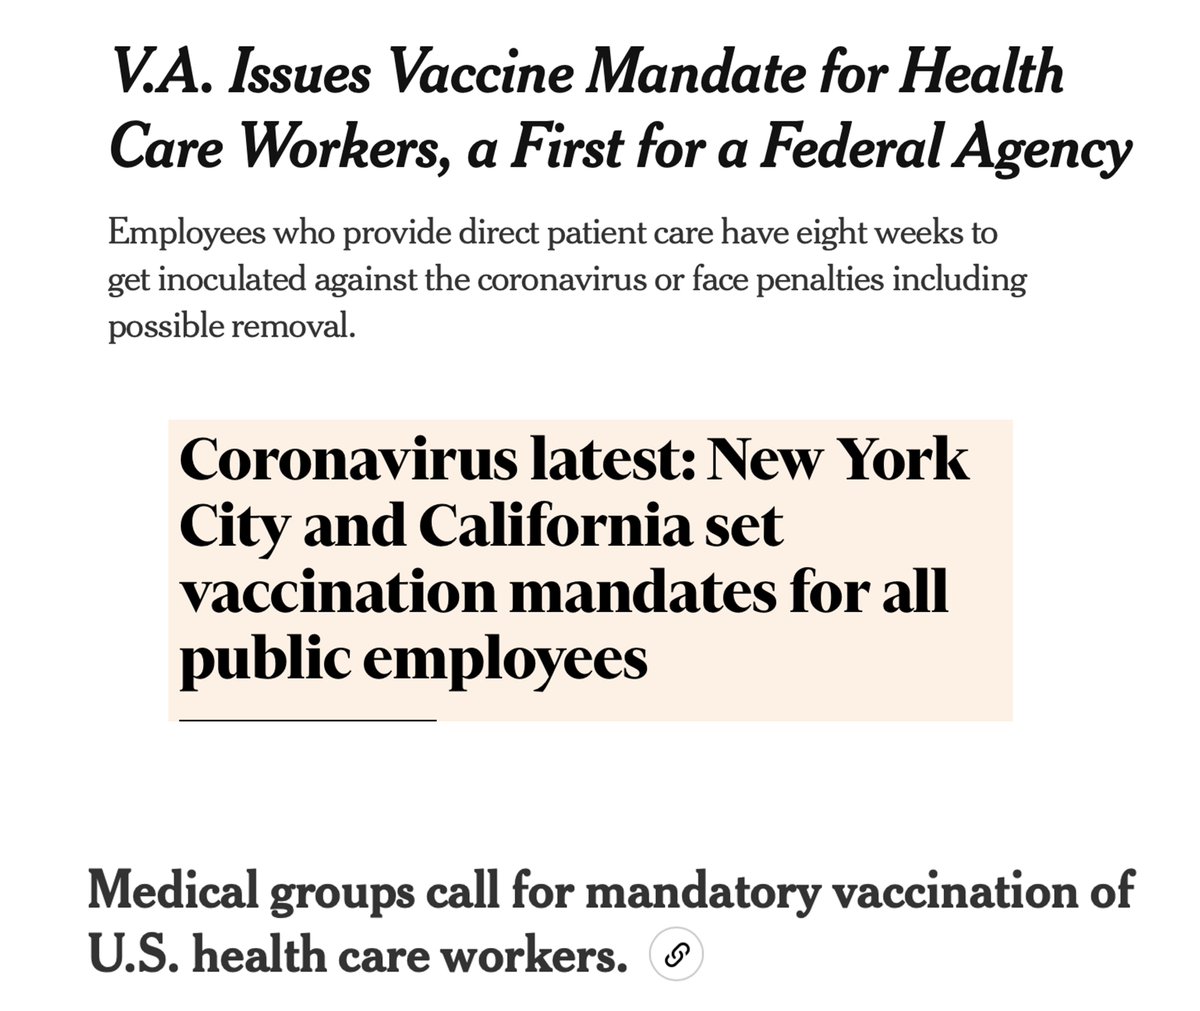 V.A. Issues Vaccine Mandate for Health
Care Workers, a First for a Federal Agency
Employees who provide direct patient care have eight weeks to
get inoculated against the coronavirus or face penalties including
possible removal.
Coronavirus latest: New York
City and California set
vaccination mandates for all
public employees
Medical groups call for mandatory vaccination of
U.S. health care workers.